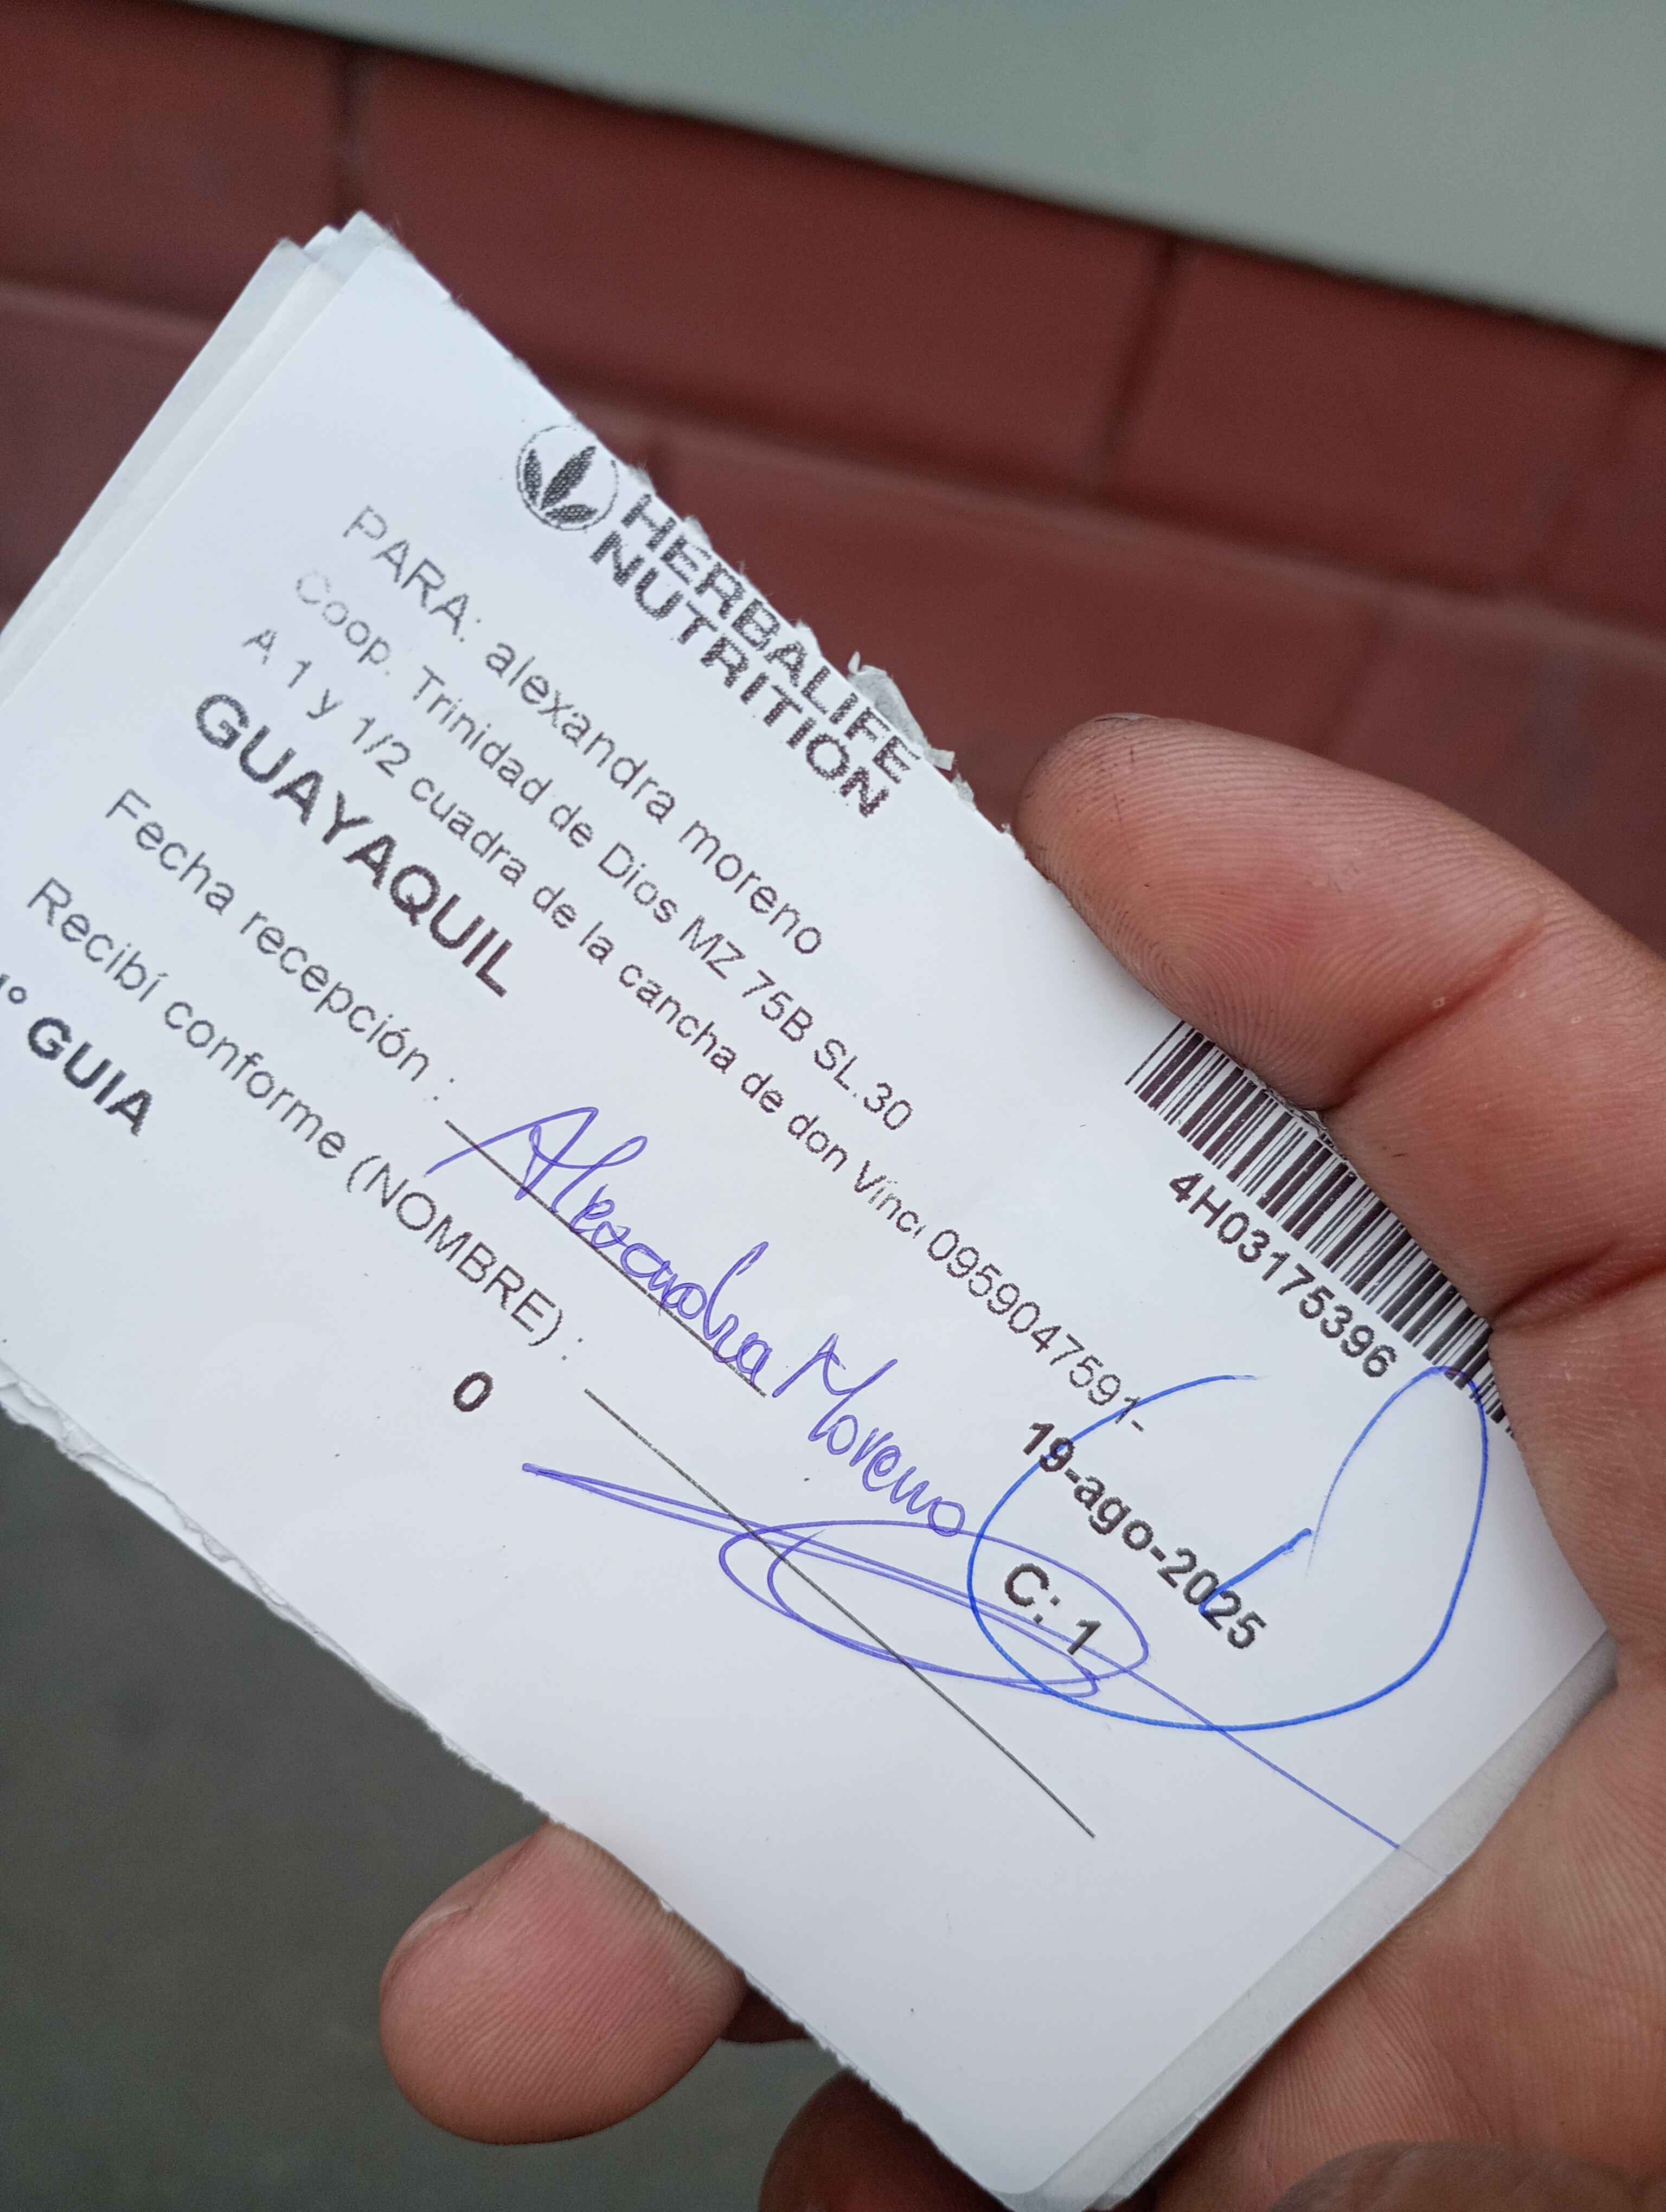 HERBALIFE
NUTRITION
4H03175396
PARA: alexandra moreno
Coop. Trinidad de Dios MZ 75B SL.30
A 1 y 1/2 cuadra de la cancha de don Vinc 0959047591-
GUAYAQUIL
19-ago-2025
Fecha recepción :
Alexandra Moreno
C: 1
Recibí conforme (NOMBRE) :
GUIA
0